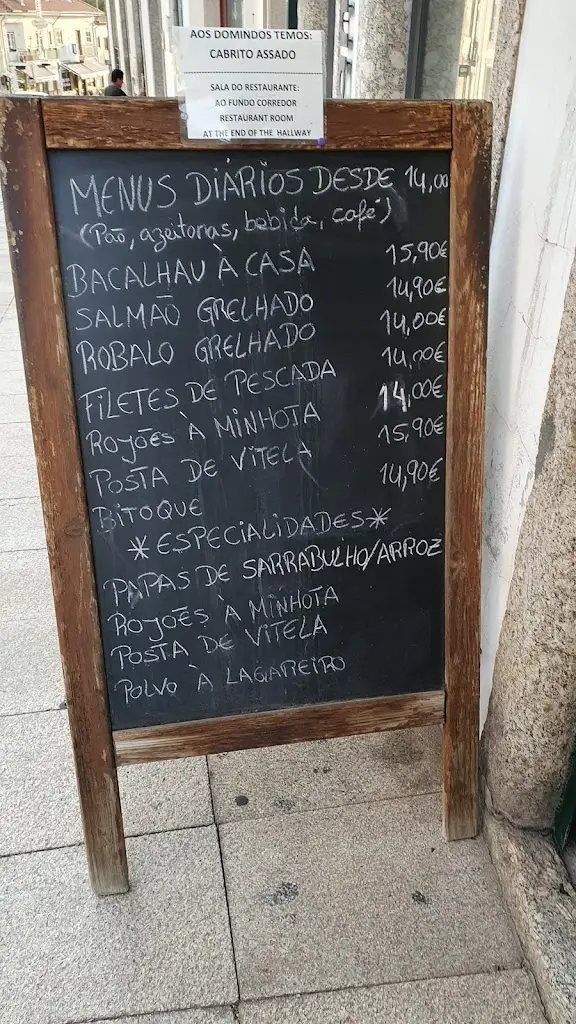 AOS DOMINDOS TEMOS:
CABRITO ASSADO
SALA DO RESTAURANTE:
AO FUNDO CORREDOR
RESTAURANT ROOM
AT THE END OF THE HALLWAY
MENUS DIÁRIOS DESDE 14,00
(Pão, azeitonas, bebida, café)
BACALHAU À CASA 15,90€
SALMÃO GRELHADO 14,90€
ROBALO GRELHADO 14,00€
FILETES DE PESCADA 14,00€
ROJÕES À MINHOTA 14,00€
POSTA DE VITELA 15,90€
BITOQUE 14,90€
*ESPECIALIDADES*
PAPAS DE SARRABULHO/ARROZ
ROJÕES À MINHOTA
POSTA DE VITELA
POLVO À LAGAREIRO